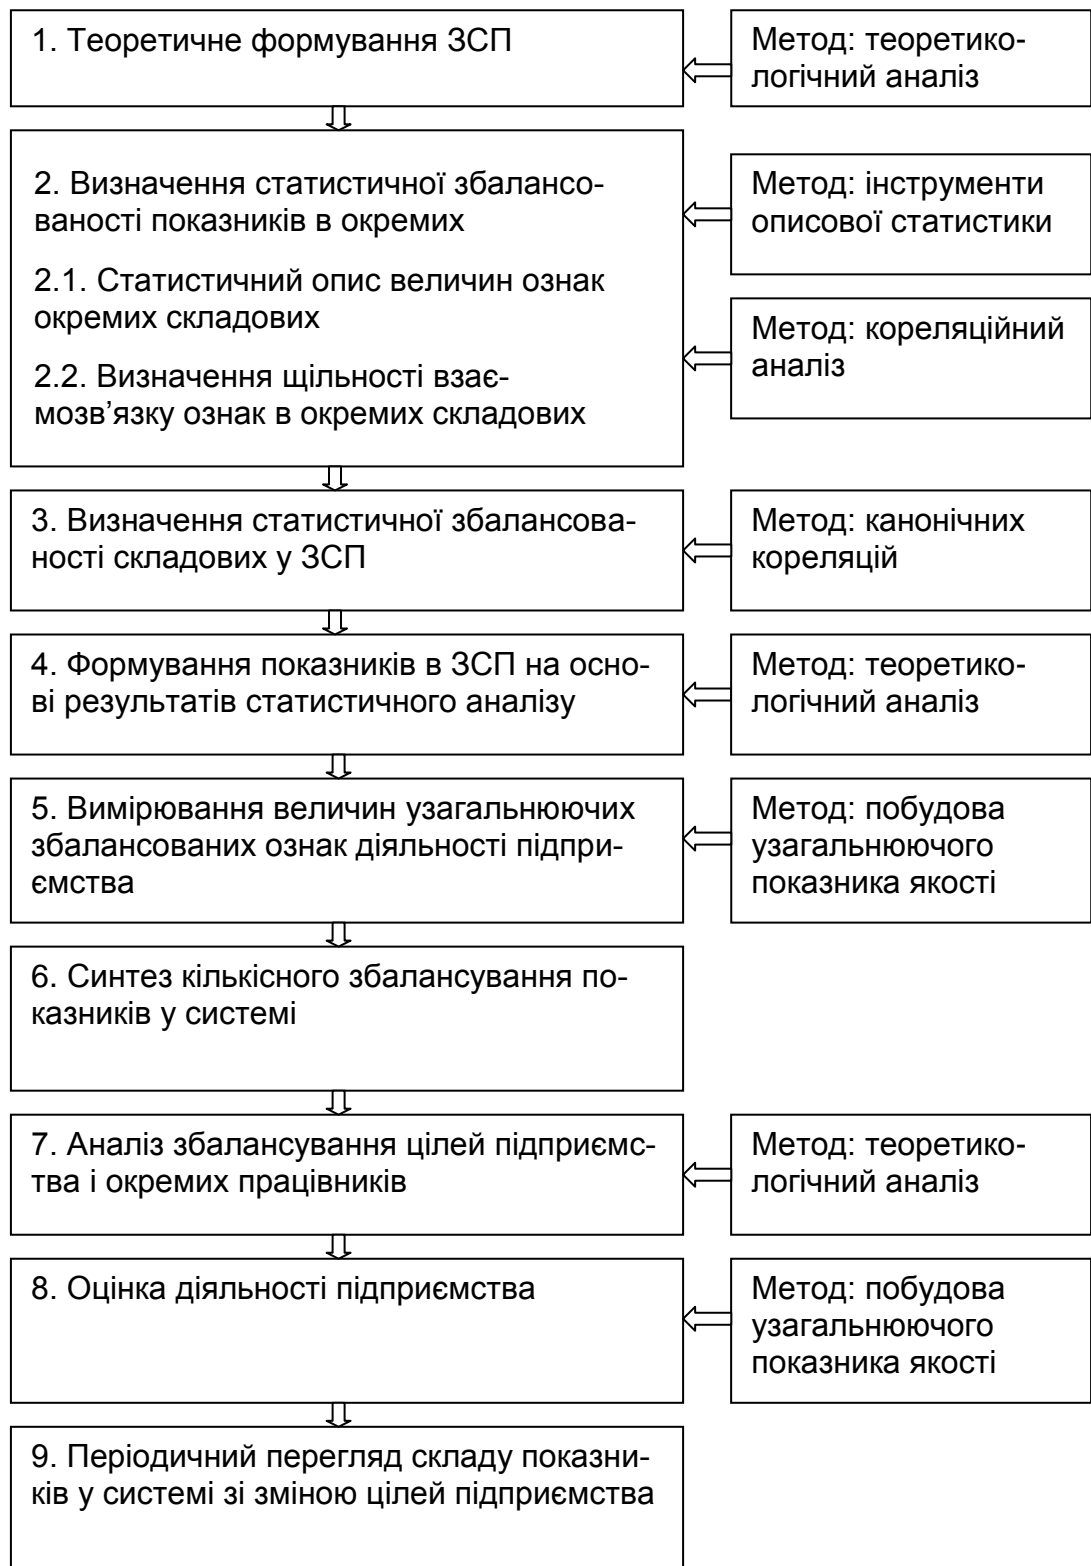 1. Теоретичне формування ЗСП
Метод: теоретико-
логічний аналіз
2. Визначення статистичної збалансо-
ваності показників в окремих
2.1. Статистичний опис величин ознак
окремих складових
2.2. Визначення щільності взає-
мозв’язку ознак в окремих складових
Метод: інструменти
описової статистики
Метод: кореляційний
аналіз
3. Визначення статистичної збалансова-
ності складових у ЗСП
Метод: канонічних
кореляцій
4. Формування показників в ЗСП на осно-
ві результатів статистичного аналізу
Метод: теоретико-
логічний аналіз
5. Вимірювання величин узагальнюючих
збалансованих ознак діяльності підпри-
ємства
Метод: побудова
узагальнюючого
показника якості
6. Синтез кількісного збалансування по-
казників у системі
7. Аналіз збалансування цілей підприємс-
тва і окремих працівників
Метод: теоретико-
логічний аналіз
8. Оцінка діяльності підприємства
Метод: побудова
узагальнюючого
показника якості
9. Періодичний перегляд складу показни-
ків у системі зі зміною цілей підприємства